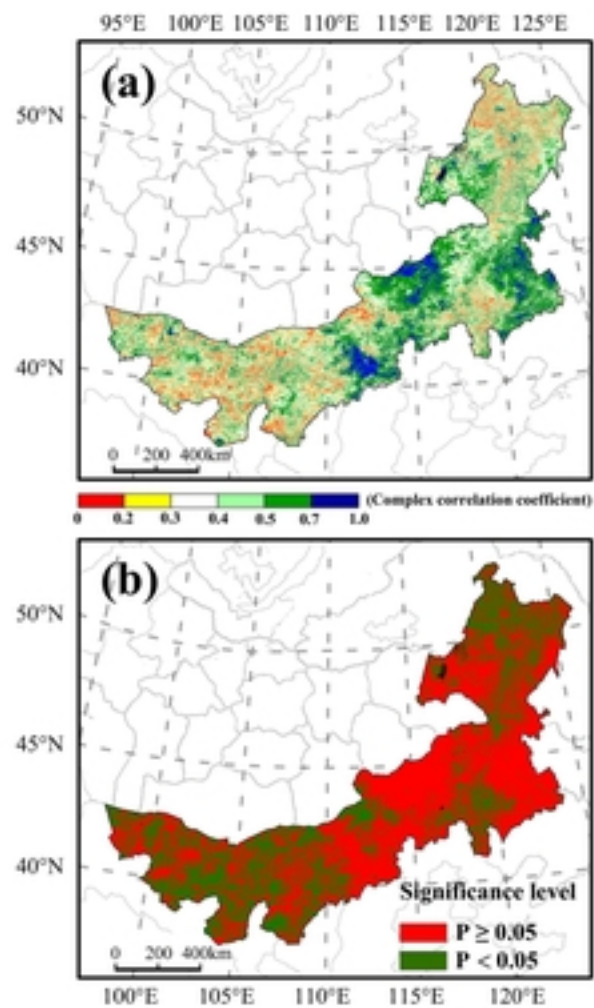 95°E 100°E 105°E 110°E 115°E 120°E 125°E
(a)
50°N
45°N
40°N
0 200 400km
(Complex correlation coefficient)
0 0.2 0.3 0.4 0.5 0.7 1.0
(b)
50°N
45°N
40°N
Significance level
P ≥ 0.05
P < 0.05
0 200 400km
100°E 105°E 110°E 115°E 120°E